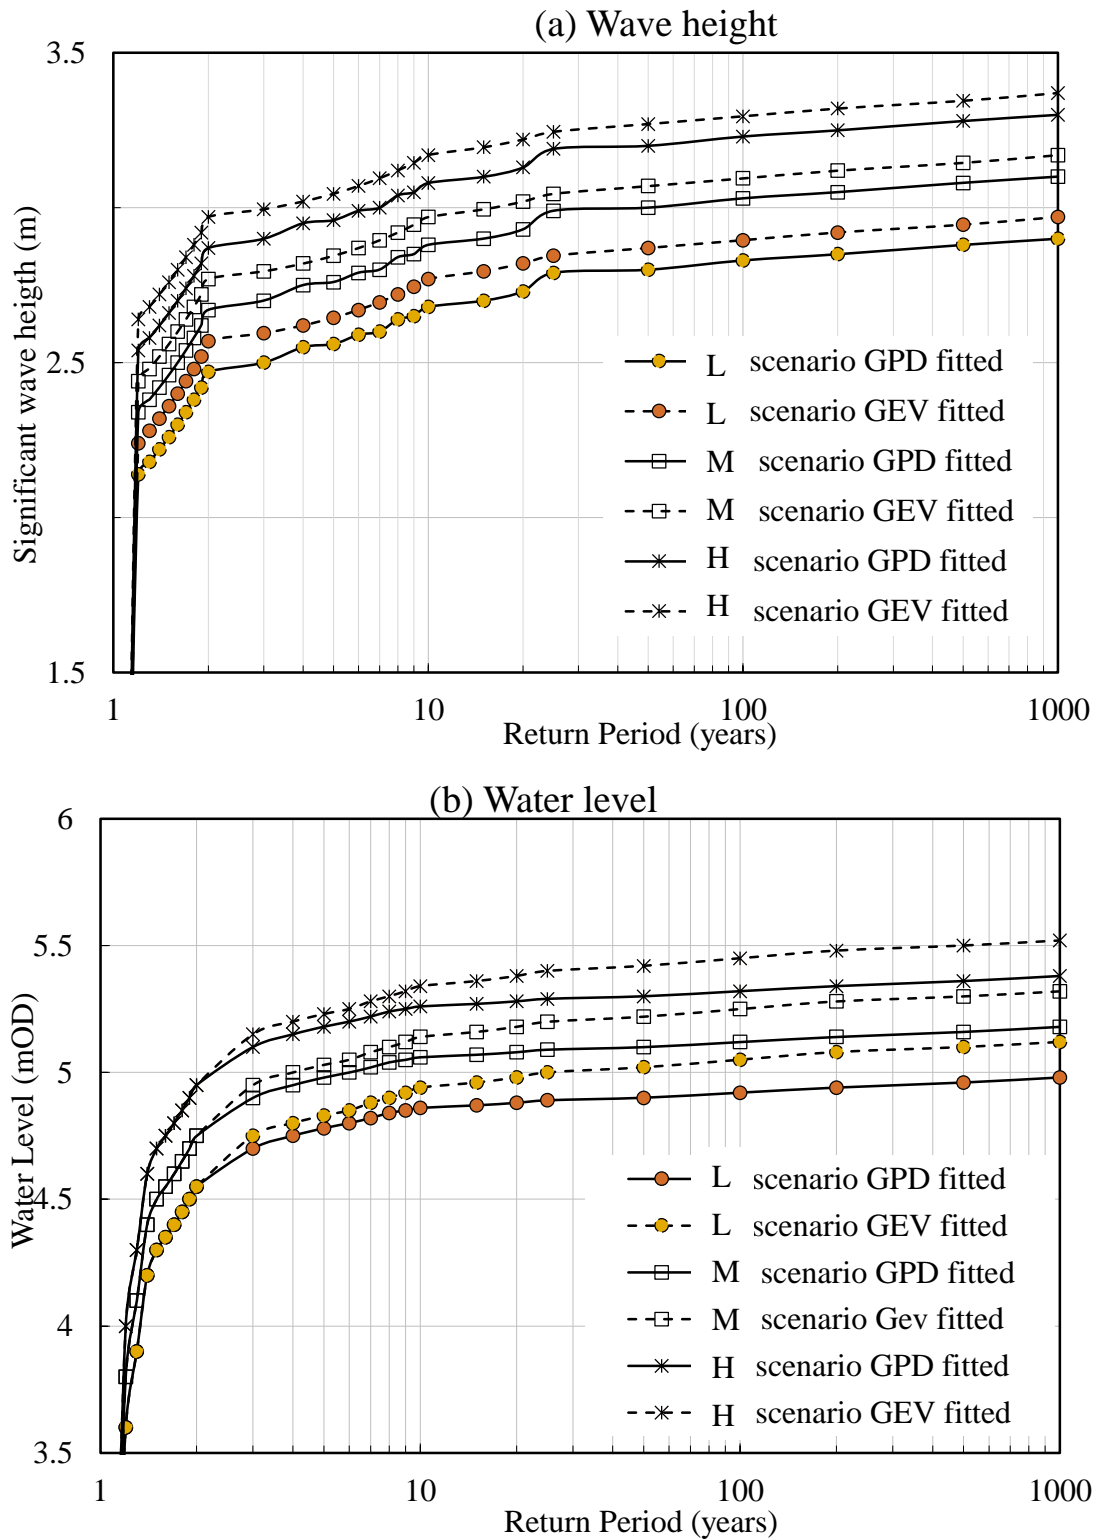 (a) Wave height
3.5
2.5
1.5
Significant wave heigth (m)
L scenario GPD fitted
L scenario GEV fitted
M scenario GPD fitted
M scenario GEV fitted
H scenario GPD fitted
H scenario GEV fitted
1 10 100 1000
Return Period (years)
(b) Water level
6
5.5
5
4.5
4
3.5
Water Level (mOD)
L scenario GPD fitted
L scenario GEV fitted
M scenario GPD fitted
M scenario Gev fitted
H scenario GPD fitted
H scenario GEV fitted
1 10 100 1000
Return Period (years)